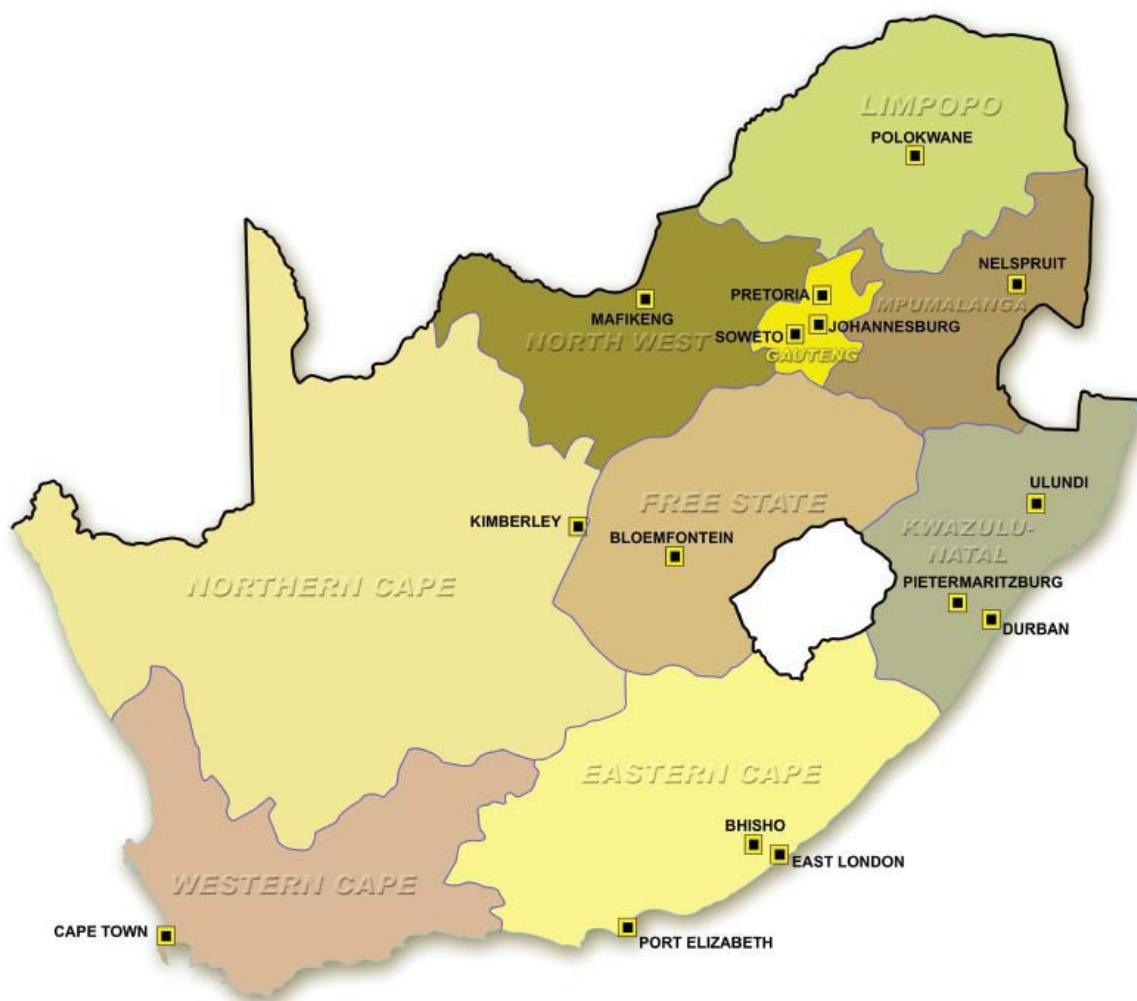 LIMPOPO
POLOKWANE
NELSPRUIT
PRETORIA
MPUMALANGA
MAFIKENG
NORTH WEST
SOWETO
JOHANNESBURG
GAUTENG
ULUNDI
FREE STATE
KIMBERLEY
BLOEMFONTEIN
KWAZULU-
NATAL
NORTHERN CAPE
PIETERMARITZBURG
DURBAN
EASTERN CAPE
BHISHO
EAST LONDON
WESTERN CAPE
CAPE TOWN
PORT ELIZABETH